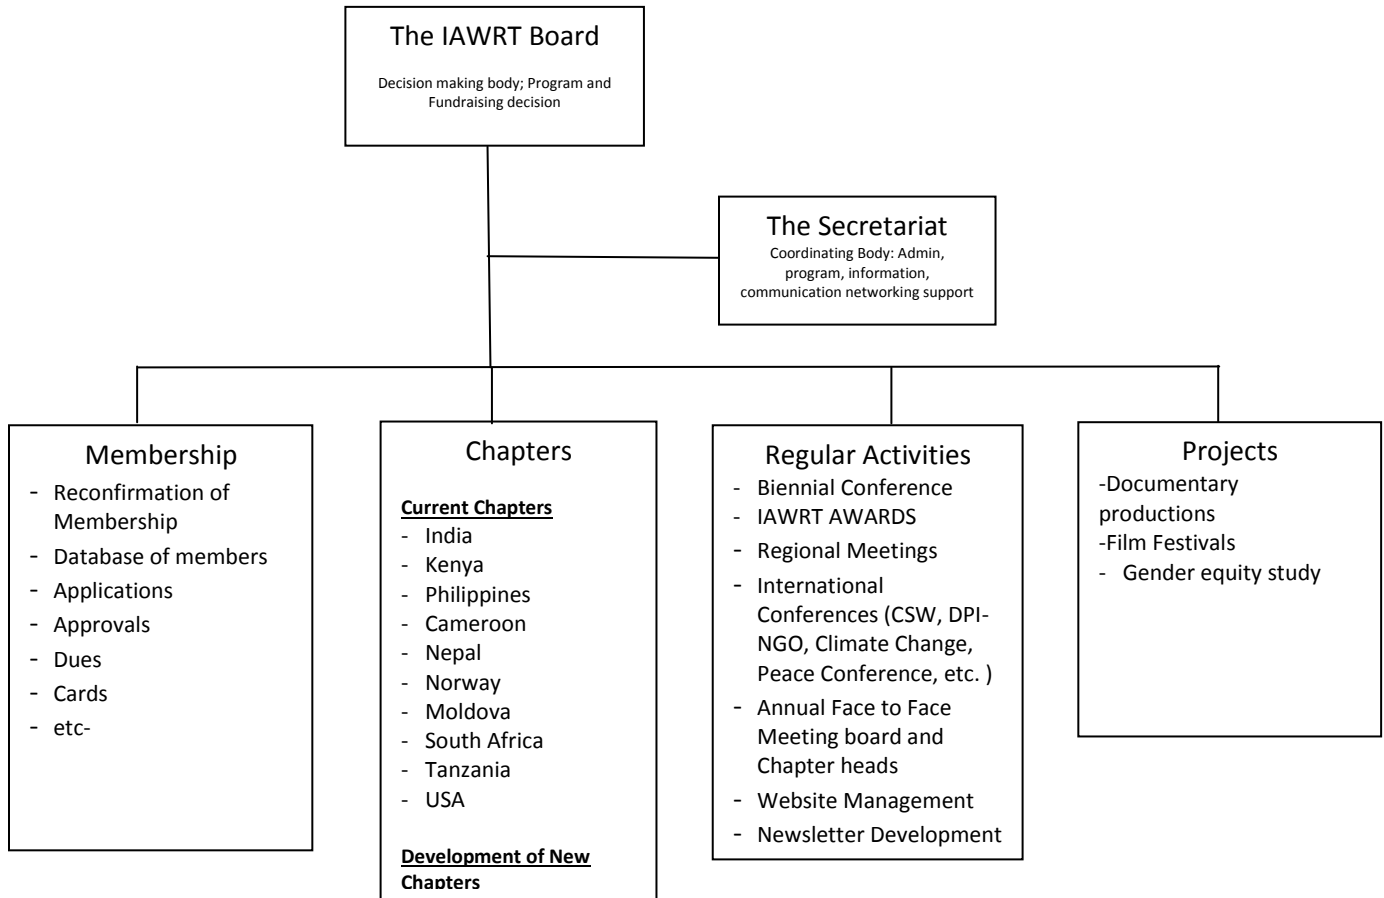 The IAWRT Board
Decision making body; Program and
Fundraising decision
The Secretariat
Coordinating Body: Admin,
program, information,
communication networking support
Membership
- Reconfirmation of
Membership
- Database of members
- Applications
- Approvals
- Dues
- Cards
- etc-
Chapters
Current Chapters
- India
- Kenya
- Philippines
- Cameroon
- Nepal
- Norway
- Moldova
- South Africa
- Tanzania
- USA
Development of New
Chapters
Regular Activities
- Biennial Conference
- IAWRT AWARDS
- Regional Meetings
- International
Conferences (CSW, DPI-
NGO, Climate Change,
Peace Conference, etc. )
- Annual Face to Face
Meeting board and
Chapter heads
- Website Management
- Newsletter Development
Projects
-Documentary
productions
-Film Festivals
- Gender equity study